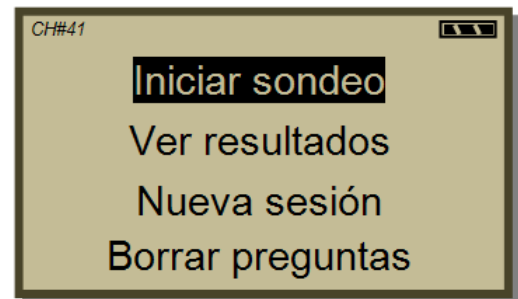 CH#41
Iniciar sondeo
Ver resultados
Nueva sesión
Borrar preguntas